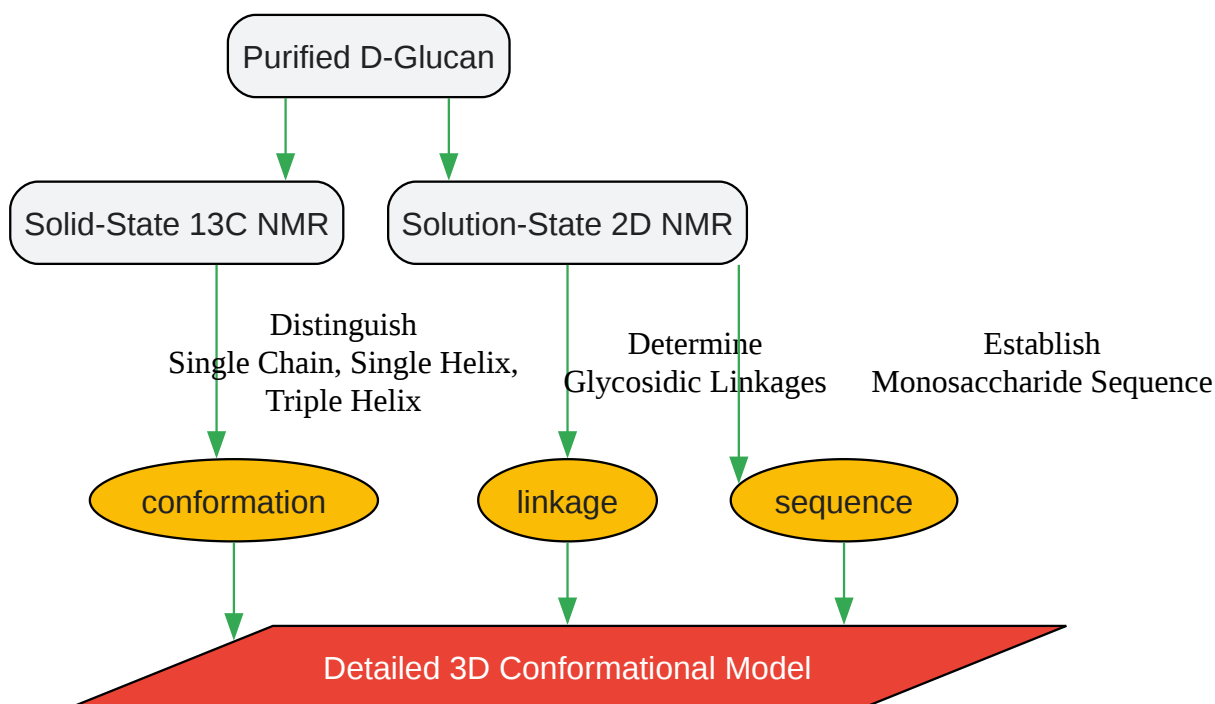 Purified D-Glucan
Solid-State 13C NMR
Solution-State 2D NMR
Distinguish
Single Chain, Single Helix,
Triple Helix
Determine
Glycosidic Linkages
Establish
Monosaccharide Sequence
conformation
linkage
sequence
Detailed 3D Conformational Model